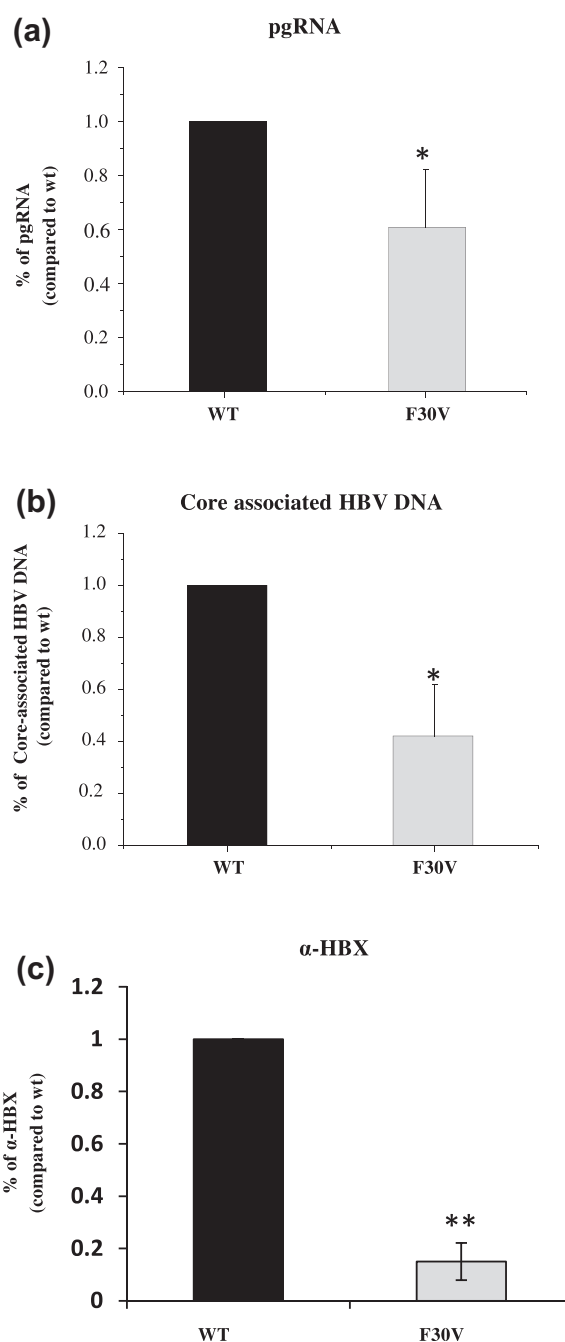 (a)
pgRNA
% of pgRNA
(compared to wt)
1.2
1.0
0.8
0.6
0.4
0.2
0.0
*
WT
F30V
(b)
Core associated HBV DNA
% of Core-associated HBV DNA
(compared to wt)
1.2
1.0
0.8
0.6
0.4
0.2
0.0
*
WT
F30V
(c)
α-HBX
% of α-HBX
(compared to wt)
1.2
1
0.8
0.6
0.4
0.2
0
**
WT
F30V